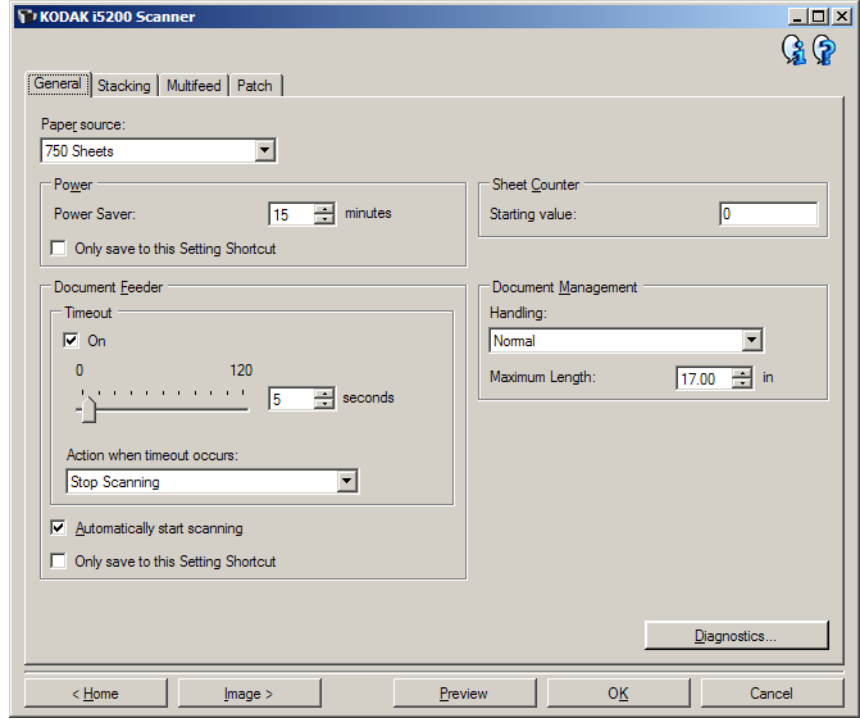 KODAK i5200 Scanner
General Stacking Multifeed Patch
Paper source:
750 Sheets
Power
Power Saver: 15 minutes
Only save to this Setting Shortcut
Sheet Counter
Starting value: 0
Document Feeder
Timeout
On
0 120
5 seconds
Action when timeout occurs:
Stop Scanning
Automatically start scanning
Only save to this Setting Shortcut
Document Management
Handling:
Normal
Maximum Length: 17.00 in
Diagnostics...
< Home Image > Preview OK Cancel